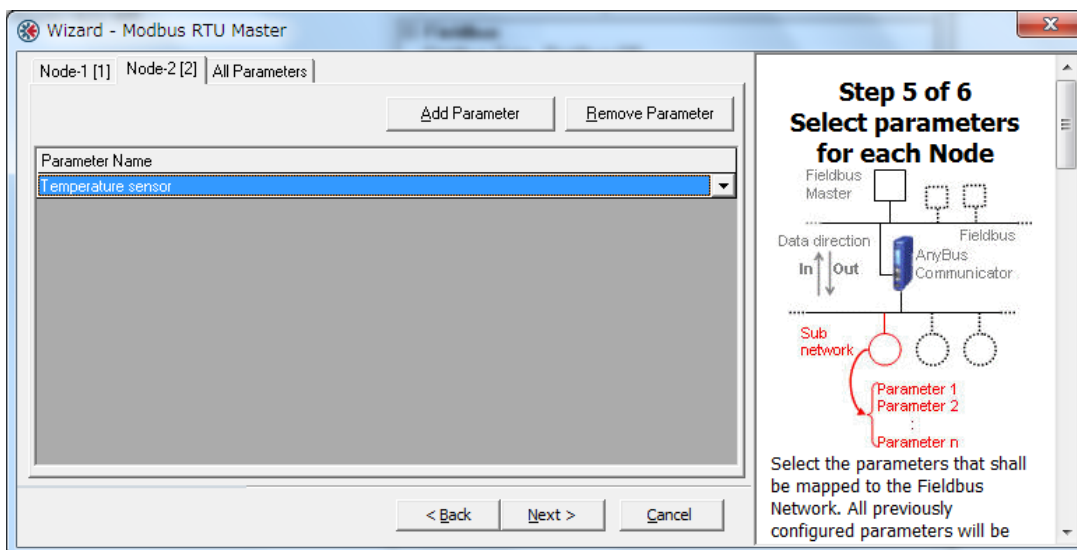 Wizard - Modbus RTU Master
Node-1 [1] Node-2 [2] All Parameters
Add Parameter Remove Parameter
Parameter Name
Temperature sensor
< Back Next > Cancel
Step 5 of 6
Select parameters
for each Node
Fieldbus
Master
Fieldbus
Data direction
In Out
AnyBus
Communicator
Sub
network
Parameter 1
Parameter 2
:
Parameter n
Select the parameters that shall
be mapped to the Fieldbus
Network. All previously
configured parameters will be